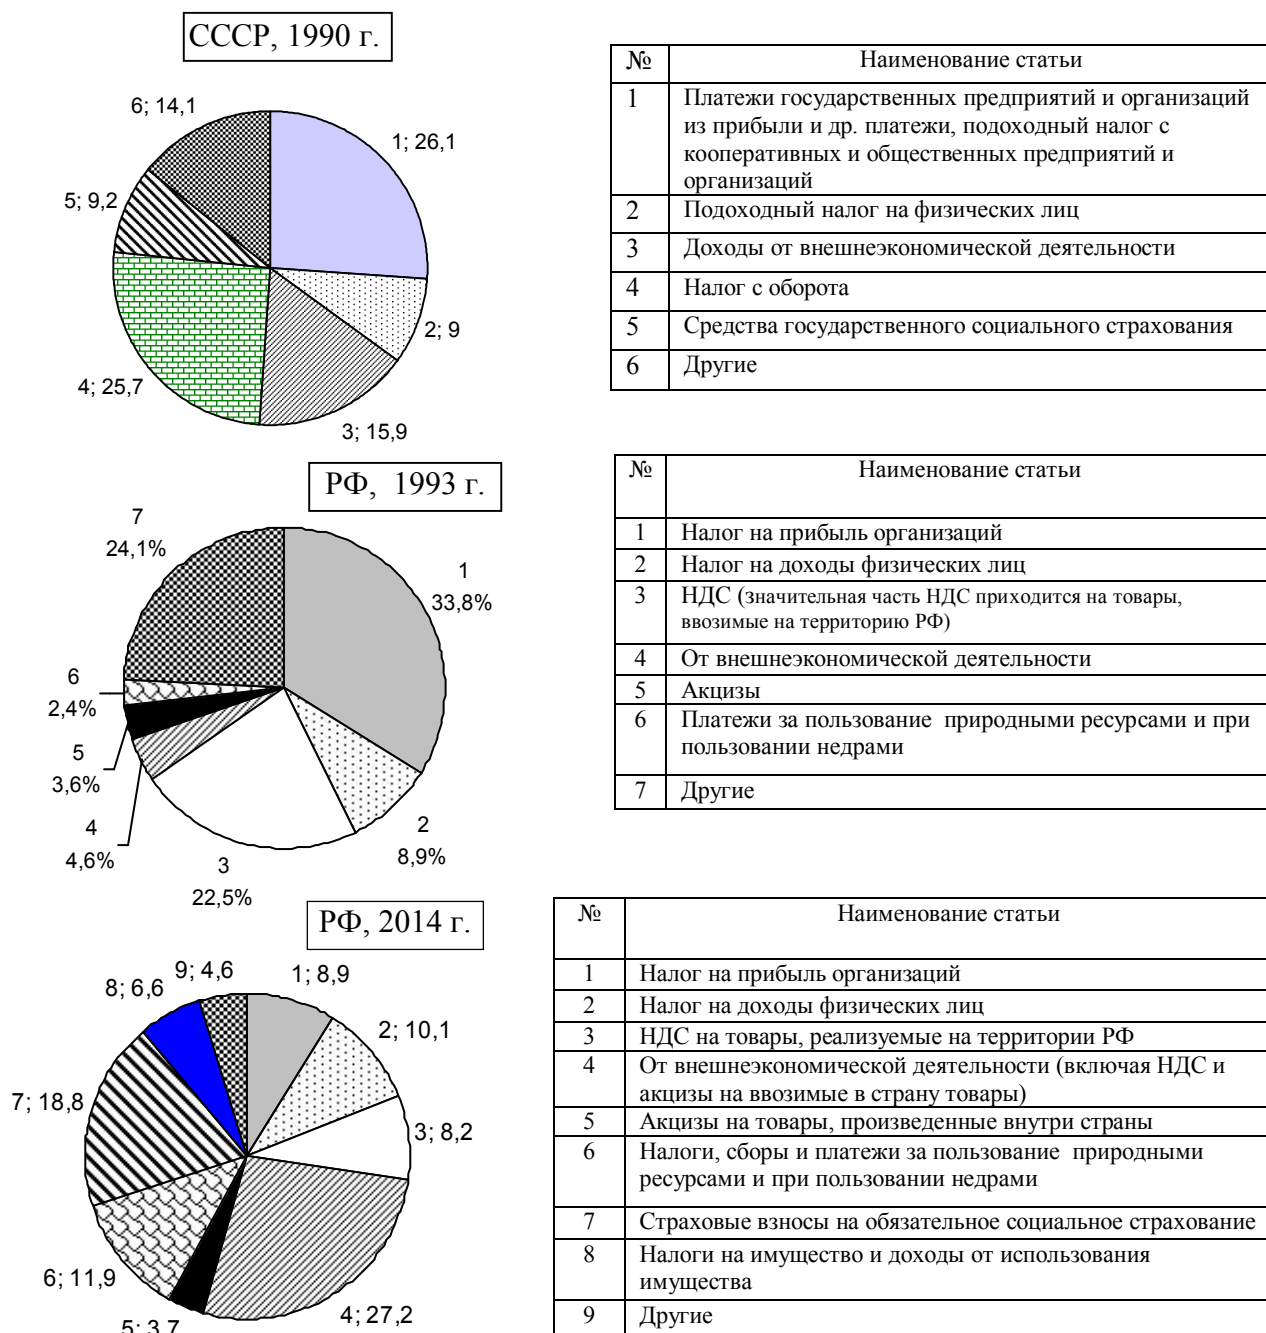 СССР, 1990 г.
6; 14,1
1; 26,1
5; 9,2
2; 9
4; 25,7
3; 15,9
№ Наименование статьи
1 Платежи государственных предприятий и организаций
из прибыли и др. платежи, подоходный налог с
кооперативных и общественных предприятий и
организаций
2 Подоходный налог на физических лиц
3 Доходы от внешнеэкономической деятельности
4 Налог с оборота
5 Средства государственного социального страхования
6 Другие
РФ, 1993 г.
7
24,1%
1
33,8%
6
2,4%
5
3,6%
4
4,6%
3
22,5%
2
8,9%
№ Наименование статьи
1 Налог на прибыль организаций
2 Налог на доходы физических лиц
3 НДС (значительная часть НДС приходится на товары,
ввозимые на территорию РФ)
4 От внешнеэкономической деятельности
5 Акцизы
6 Платежи за пользование природными ресурсами и при
пользовании недрами
7 Другие
РФ, 2014 г.
9; 4,6
1; 8,9
8; 6,6
2; 10,1
7; 18,8
3; 8,2
6; 11,9
4; 27,2
5; 3,7
№ Наименование статьи
1 Налог на прибыль организаций
2 Налог на доходы физических лиц
3 НДС на товары, реализуемые на территории РФ
4 От внешнеэкономической деятельности (включая НДС и
акцизы на ввозимые в страну товары)
5 Акцизы на товары, произведенные внутри страны
6 Налоги, сборы и платежи за пользование природными
ресурсами и при пользовании недрами
7 Страховые взносы на обязательное социальное страхование
8 Налоги на имущество и доходы от использования
имущества
9 Другие